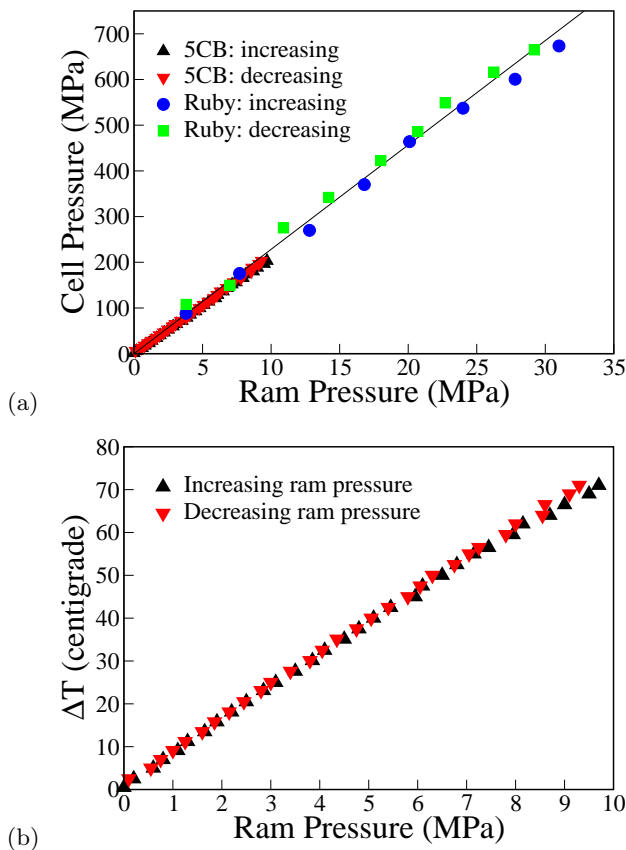 5CB: increasing
5CB: decreasing
Ruby: increasing
Ruby: decreasing
Cell Pressure (MPa)
700
600
500
400
300
200
100
0
0 5 10 15 20 25 30 35
Ram Pressure (MPa)
(a)
Increasing ram pressure
Decreasing ram pressure
ΔT (centigrade)
80
70
60
50
40
30
20
10
0
0 1 2 3 4 5 6 7 8 9 10
Ram Pressure (MPa)
(b)